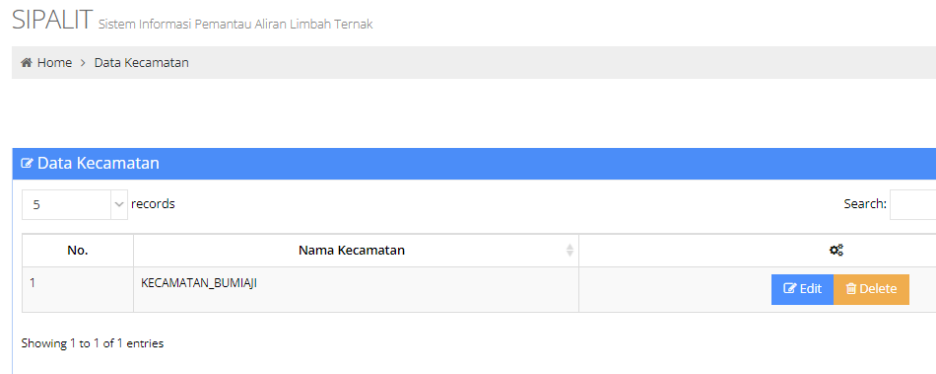 SIPALIT Sistem Informasi Pemantau Aliran Limbah Ternak
Home > Data Kecamatan
Data Kecamatan
5 records Search:
No. Nama Kecamatan
1 KECAMATAN_BUMIAJI Edit Delete
Showing 1 to 1 of 1 entries